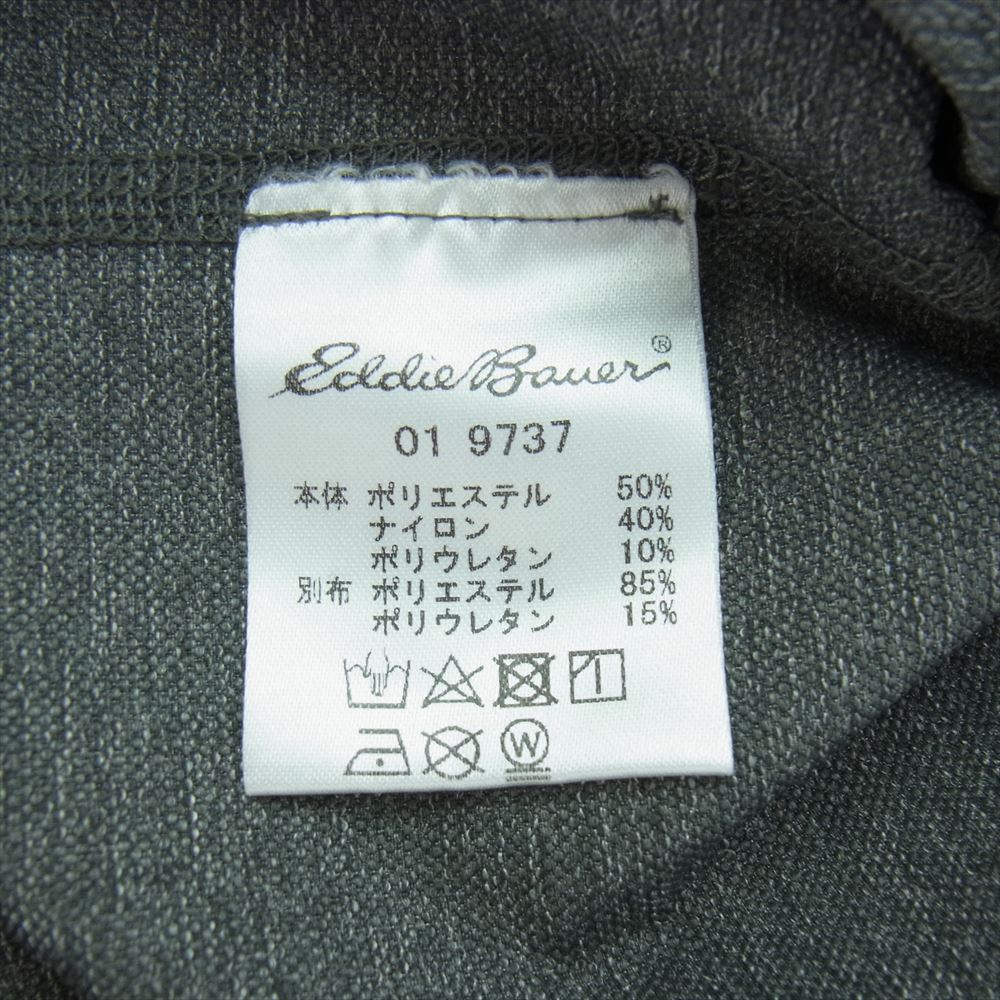 Eddie Bauer®
01 9737
本体 ポリエステル 50%
ナイロン 40%
ポリウレタン 10%
別布 ポリエステル 85%
ポリウレタン 15%
W